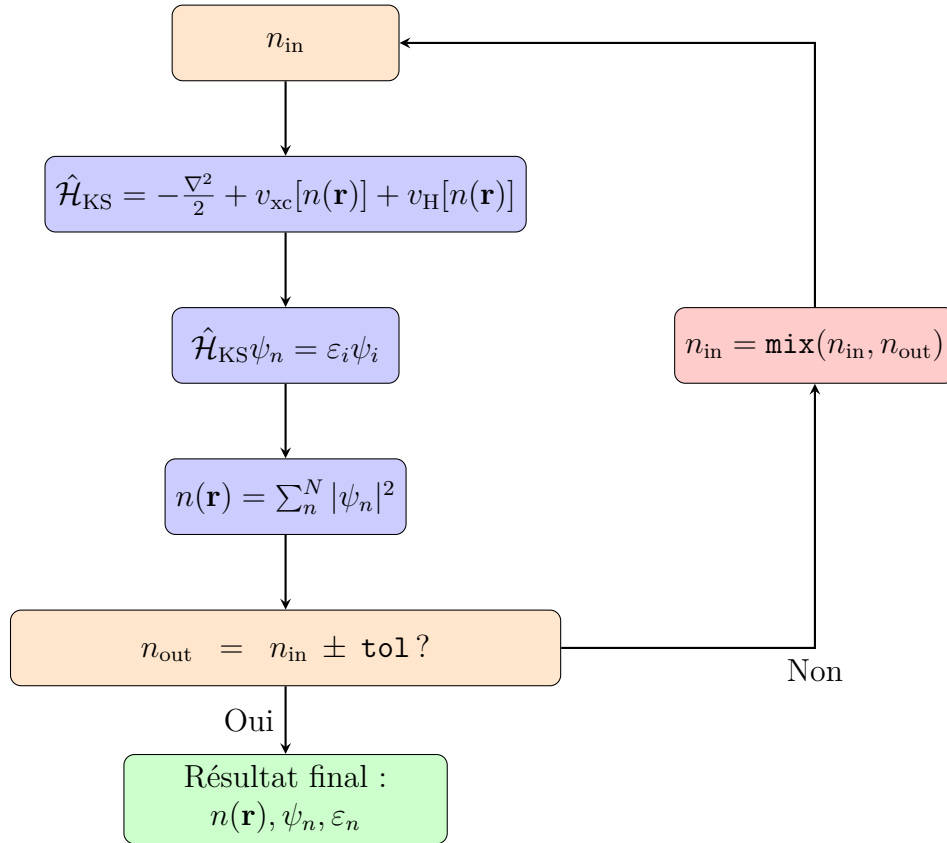 n_in
Ĥ_KS = −∇²/2 + v_xc[n(r)] + v_H[n(r)]
Ĥ_KS ψ_n = ε_i ψ_i
n_in = mix(n_in, n_out)
n(r) = ∑_n^N |ψ_n|²
n_out = n_in ± tol ?
Non
Oui
Résultat final :
n(r), ψ_n, ε_n